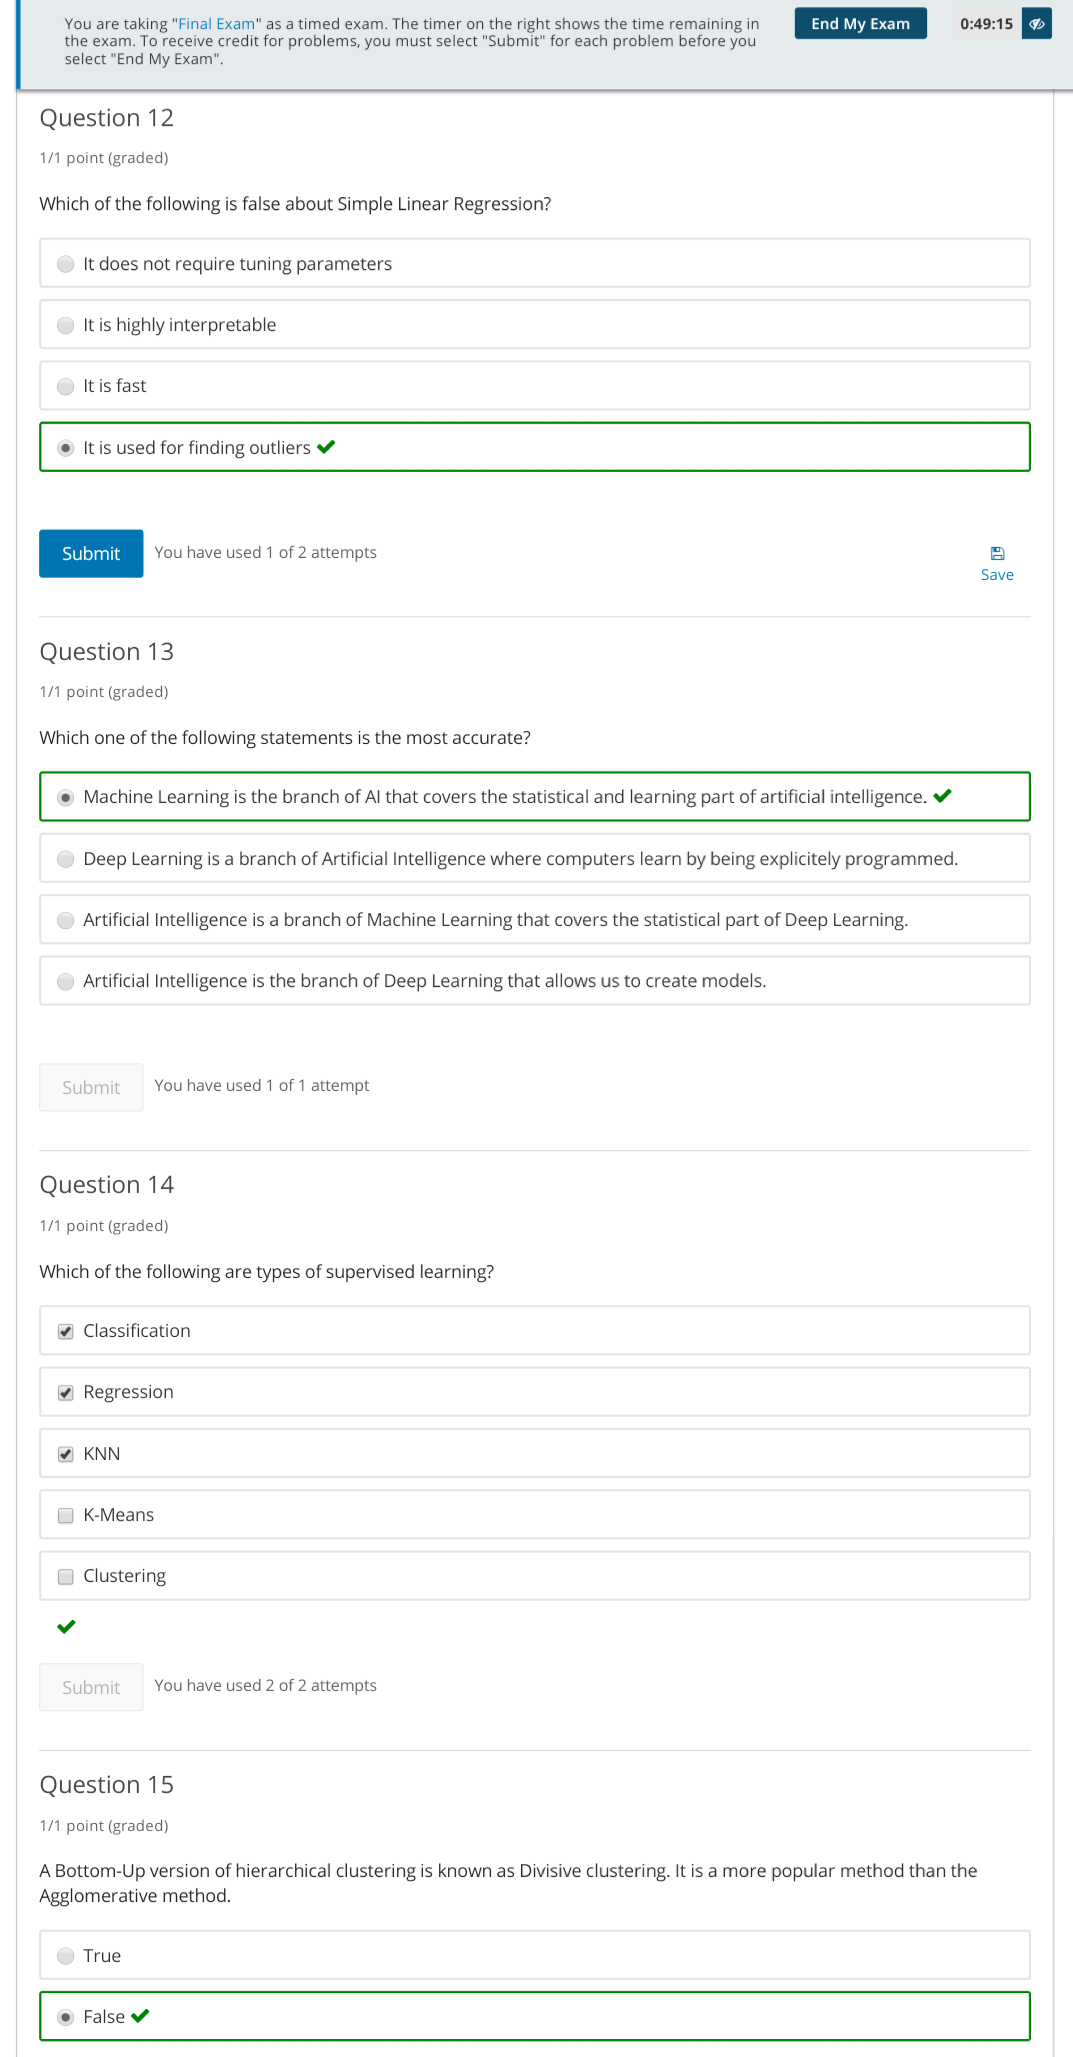 You are taking "Final Exam" as a timed exam. The timer on the right shows the time remaining in
the exam. To receive credit for problems, you must select "Submit" for each problem before you
select "End My Exam".
End My Exam
0:49:15
Question 12
1/1 point (graded)
Which of the following is false about Simple Linear Regression?
It does not require tuning parameters
It is highly interpretable
It is fast
It is used for finding outliers
Submit
You have used 1 of 2 attempts
Save
Question 13
1/1 point (graded)
Which one of the following statements is the most accurate?
Machine Learning is the branch of AI that covers the statistical and learning part of artificial intelligence.
Deep Learning is a branch of Artificial Intelligence where computers learn by being explicitely programmed.
Artificial Intelligence is a branch of Machine Learning that covers the statistical part of Deep Learning.
Artificial Intelligence is the branch of Deep Learning that allows us to create models.
Submit
You have used 1 of 1 attempt
Question 14
1/1 point (graded)
Which of the following are types of supervised learning?
Classification
Regression
KNN
K-Means
Clustering
Submit
You have used 2 of 2 attempts
Question 15
1/1 point (graded)
A Bottom-Up version of hierarchical clustering is known as Divisive clustering. It is a more popular method than the
Agglomerative method.
True
False